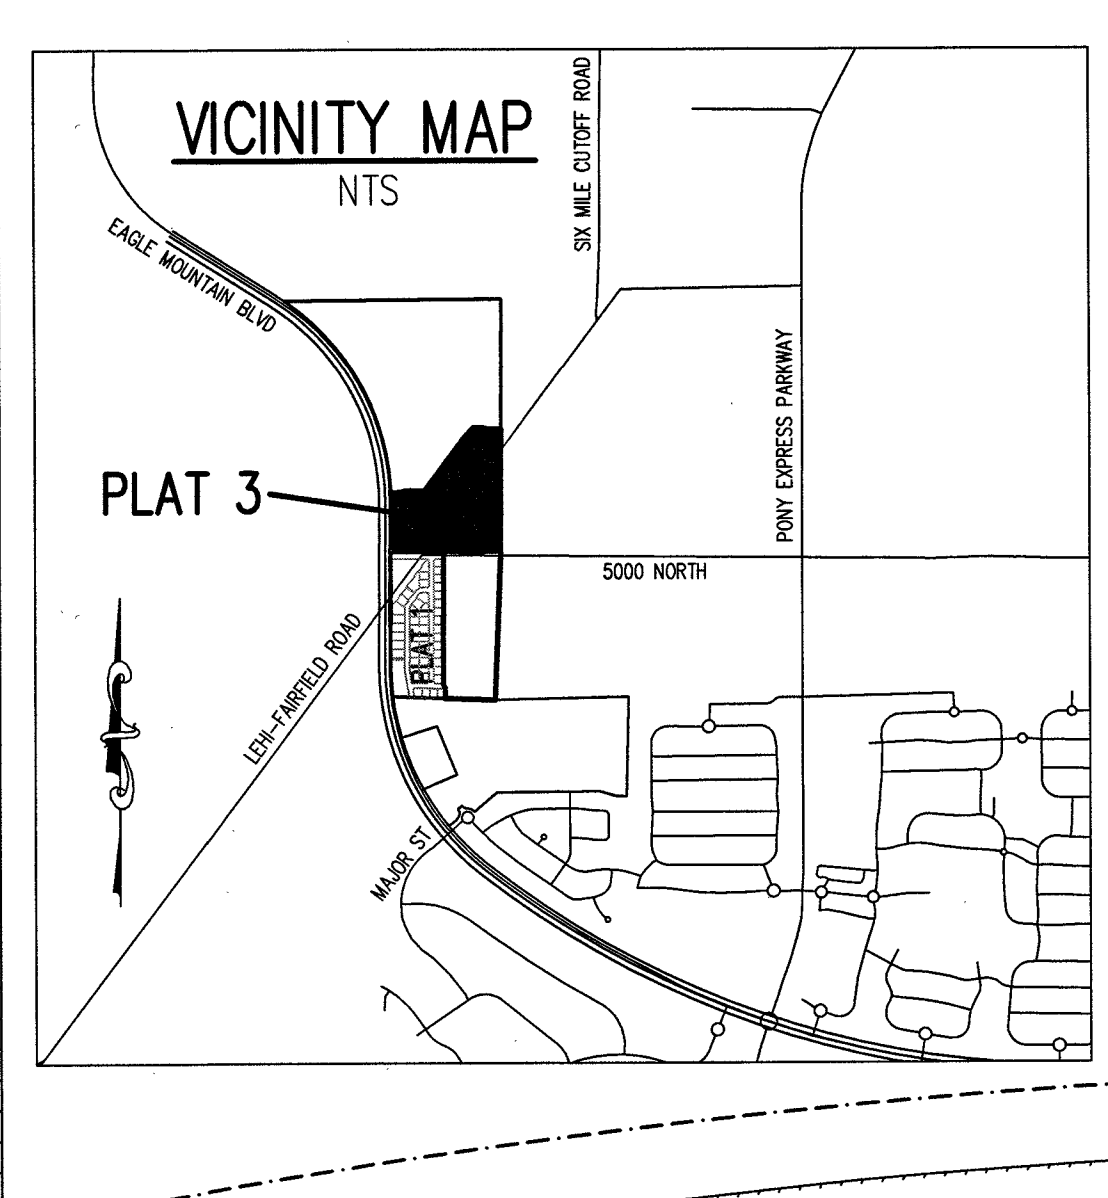 VICINITY MAP
NTS
SIX MILE CUTOFF ROAD
EAGLE MOUNTAIN BLVD
PONY EXPRESS PARKWAY
PLAT 3
5000 NORTH
PLAT 1
LEHI-FAIRFIELD ROAD
MAJOR ST